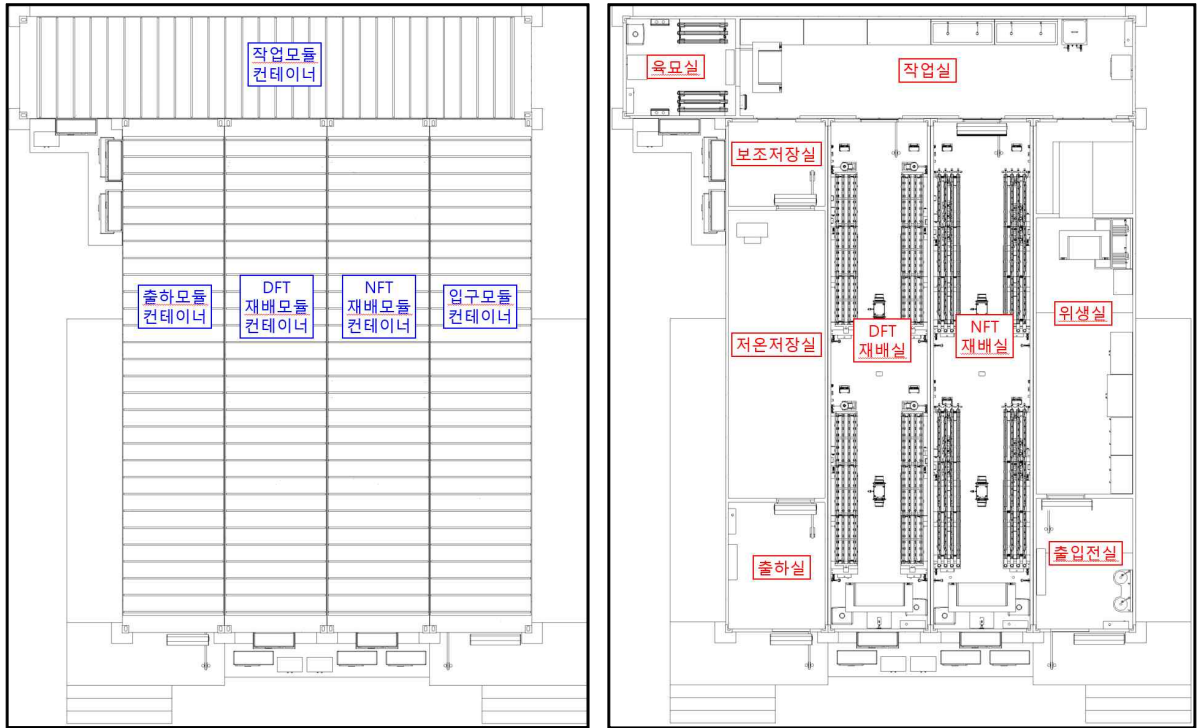 작업모듈
컨테이너
출하모듈
컨테이너
DFT
재배모듈
컨테이너
NFT
재배모듈
컨테이너
입구모듈
컨테이너
육묘실
작업실
보조저장실
저온저장실
DFT
재배실
NFT
재배실
위생실
출하실
출입전실